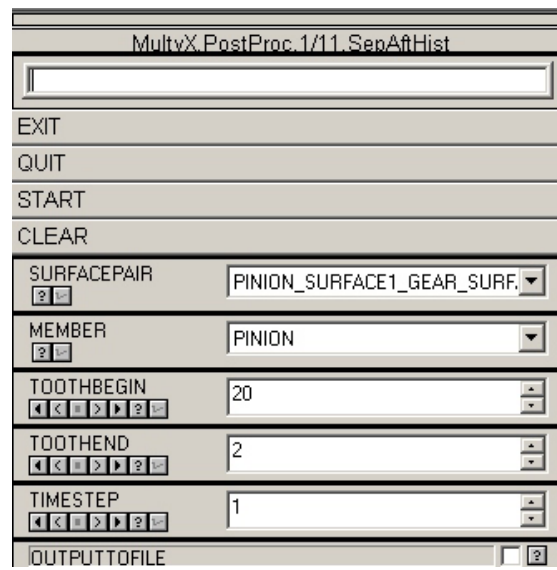 MultyX.PostProc.1/11.SepAftHist
EXIT
QUIT
START
CLEAR
SURFACEPAIR
PINION_SURFACE1_GEAR_SURF.
MEMBER
PINION
TOOTHBEGIN
20
TOOTHEND
2
TIMESTEP
1
OUTPUTTOFILE